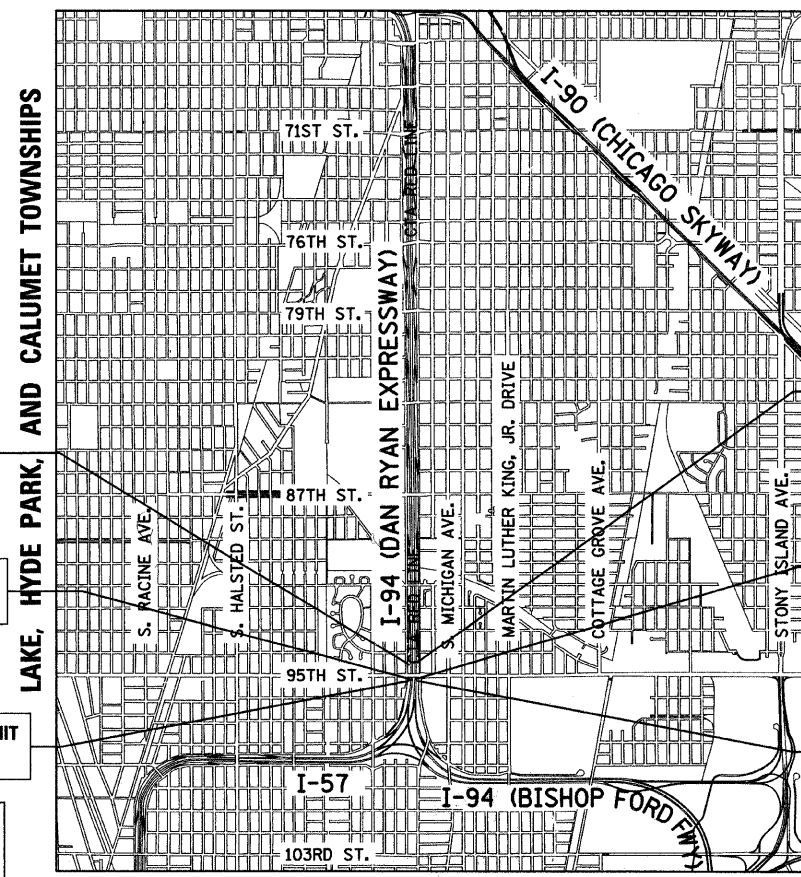 LAKE, HYDE PARK, AND CALUMET TOWNSHIPS
I-90 (CHICAGO SKYWAY)
71ST ST.
CTA RED LINE
76TH ST.
79TH ST.
I-94 (DAN RYAN EXPRESSWAY)
87TH ST.
S. RACINE AVE.
S. HALSTED ST.
CTA RED LINE
S. MICHIGAN AVE.
MARTIN LUTHER KING, JR. DRIVE
COTTAGE GROVE AVE.
STONY ISLAND AVE.
95TH ST.
I-57
I-94 (BISHOP FORD FWY)
103RD ST.